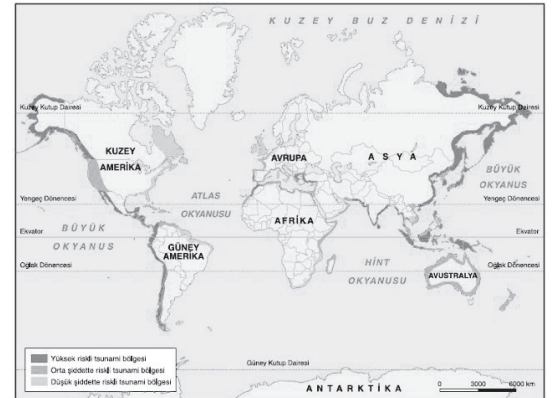 KUZEY BUZ DENİZİ
Kuzey Kutup Dairesi
Kuzey Kutup Dairesi
KUZEY
AMERİKA
AVRUPA
ASYA
BÜYÜK
OKYANUS
Yengeç Dönencesi
Yengeç Dönencesi
ATLAS
OKYANUSU
AFRİKA
BÜYÜK
OKYANUS
Ekvator
Ekvator
GÜNEY
AMERİKA
HİNT
OKYANUSU
Oğlak Dönencesi
Oğlak Dönencesi
AVUSTRALYA
Yüksek riskli tsunami bölgesi
Orta şiddette riskli tsunami bölgesi
Düşük şiddette riskli tsunami bölgesi
Güney Kutup Dairesi
ANTARKTİKA
0 3000 6000 km